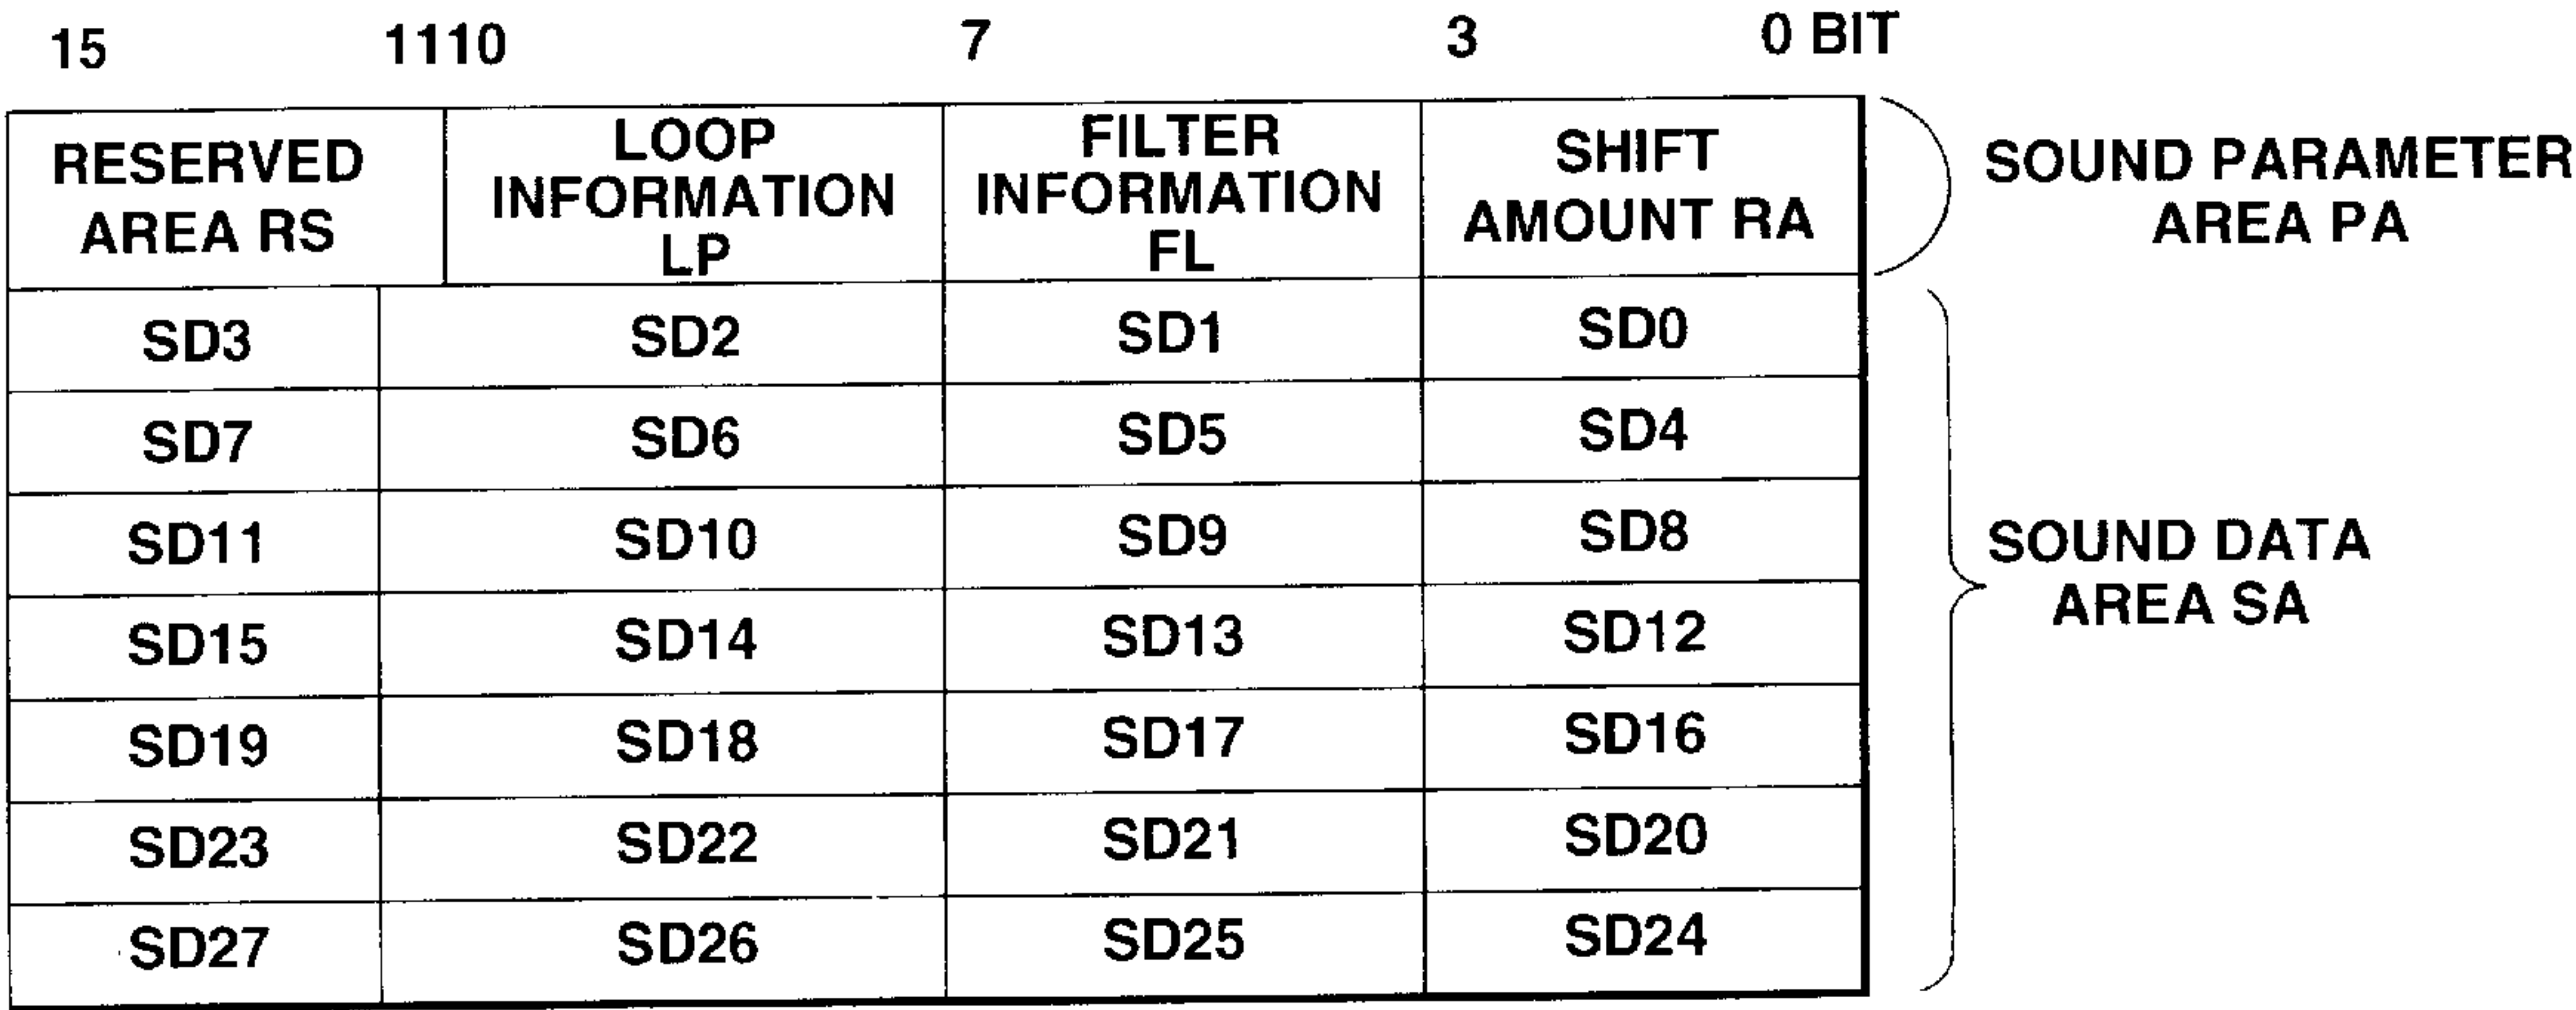 15 1110 7 3 0 BIT
RESERVED
AREA RS
LOOP
INFORMATION
LP
FILTER
INFORMATION
FL
SHIFT
AMOUNT RA
SOUND PARAMETER
AREA PA
SD3 SD2 SD1 SD0
SD7 SD6 SD5 SD4
SD11 SD10 SD9 SD8
SD15 SD14 SD13 SD12
SD19 SD18 SD17 SD16
SD23 SD22 SD21 SD20
SD27 SD26 SD25 SD24
SOUND DATA
AREA SA